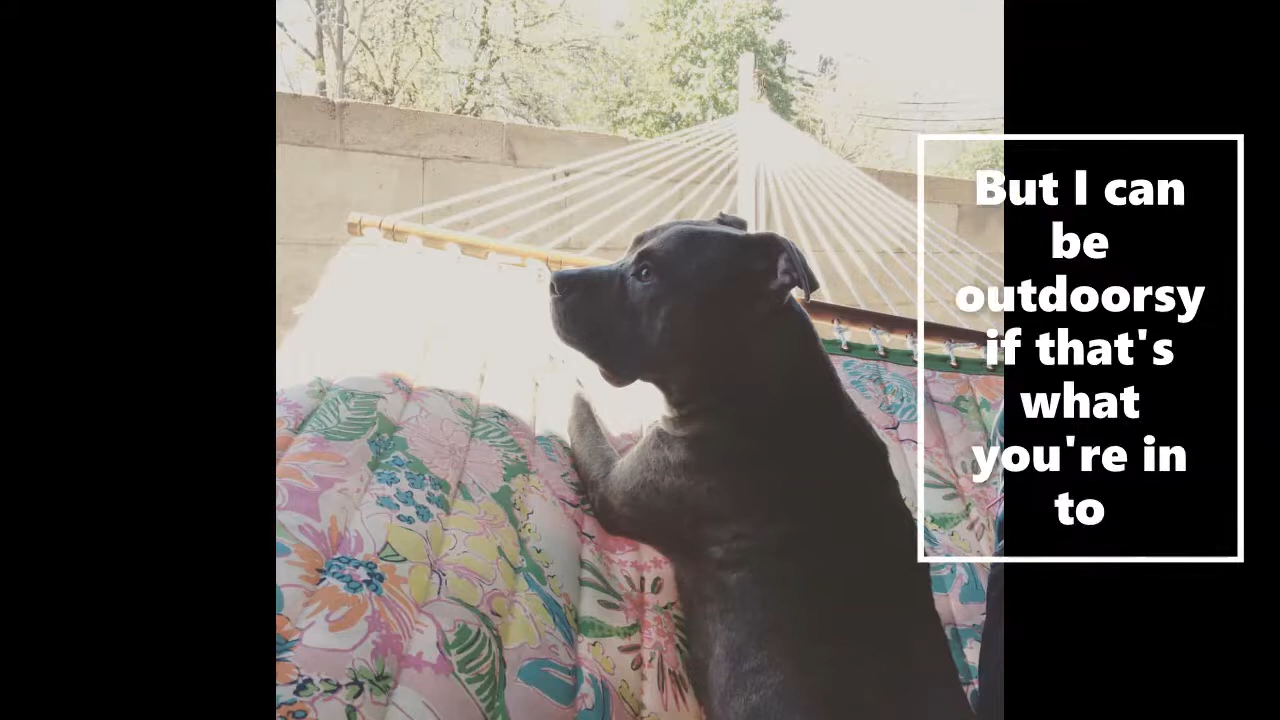 But I can
be
outdoorsy
if that's
what
you're in
to